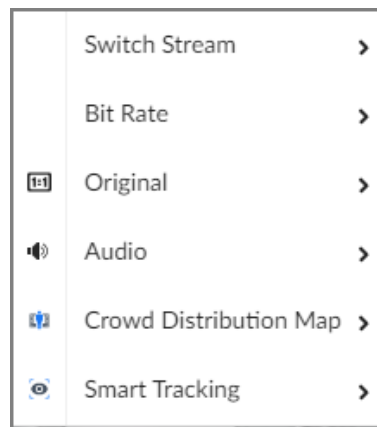 Switch Stream
Bit Rate
1:1 Original
Audio
Crowd Distribution Map
Smart Tracking